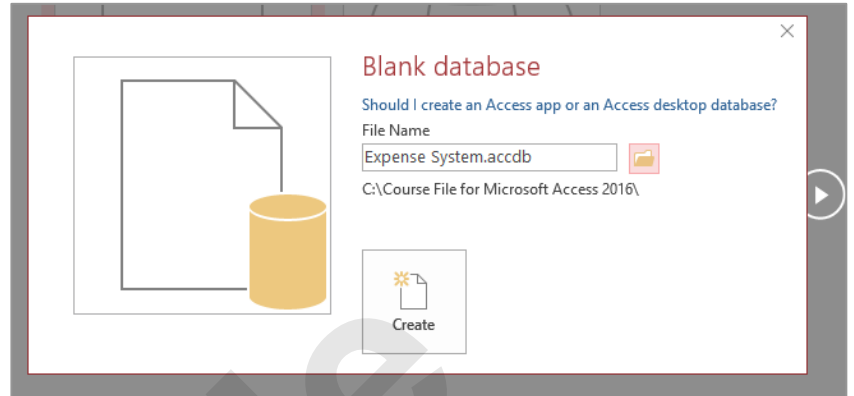 Blank database
Should I create an Access app or an Access desktop database?
File Name
Expense System.accdb
C:\Course File for Microsoft Access 2016\
Create